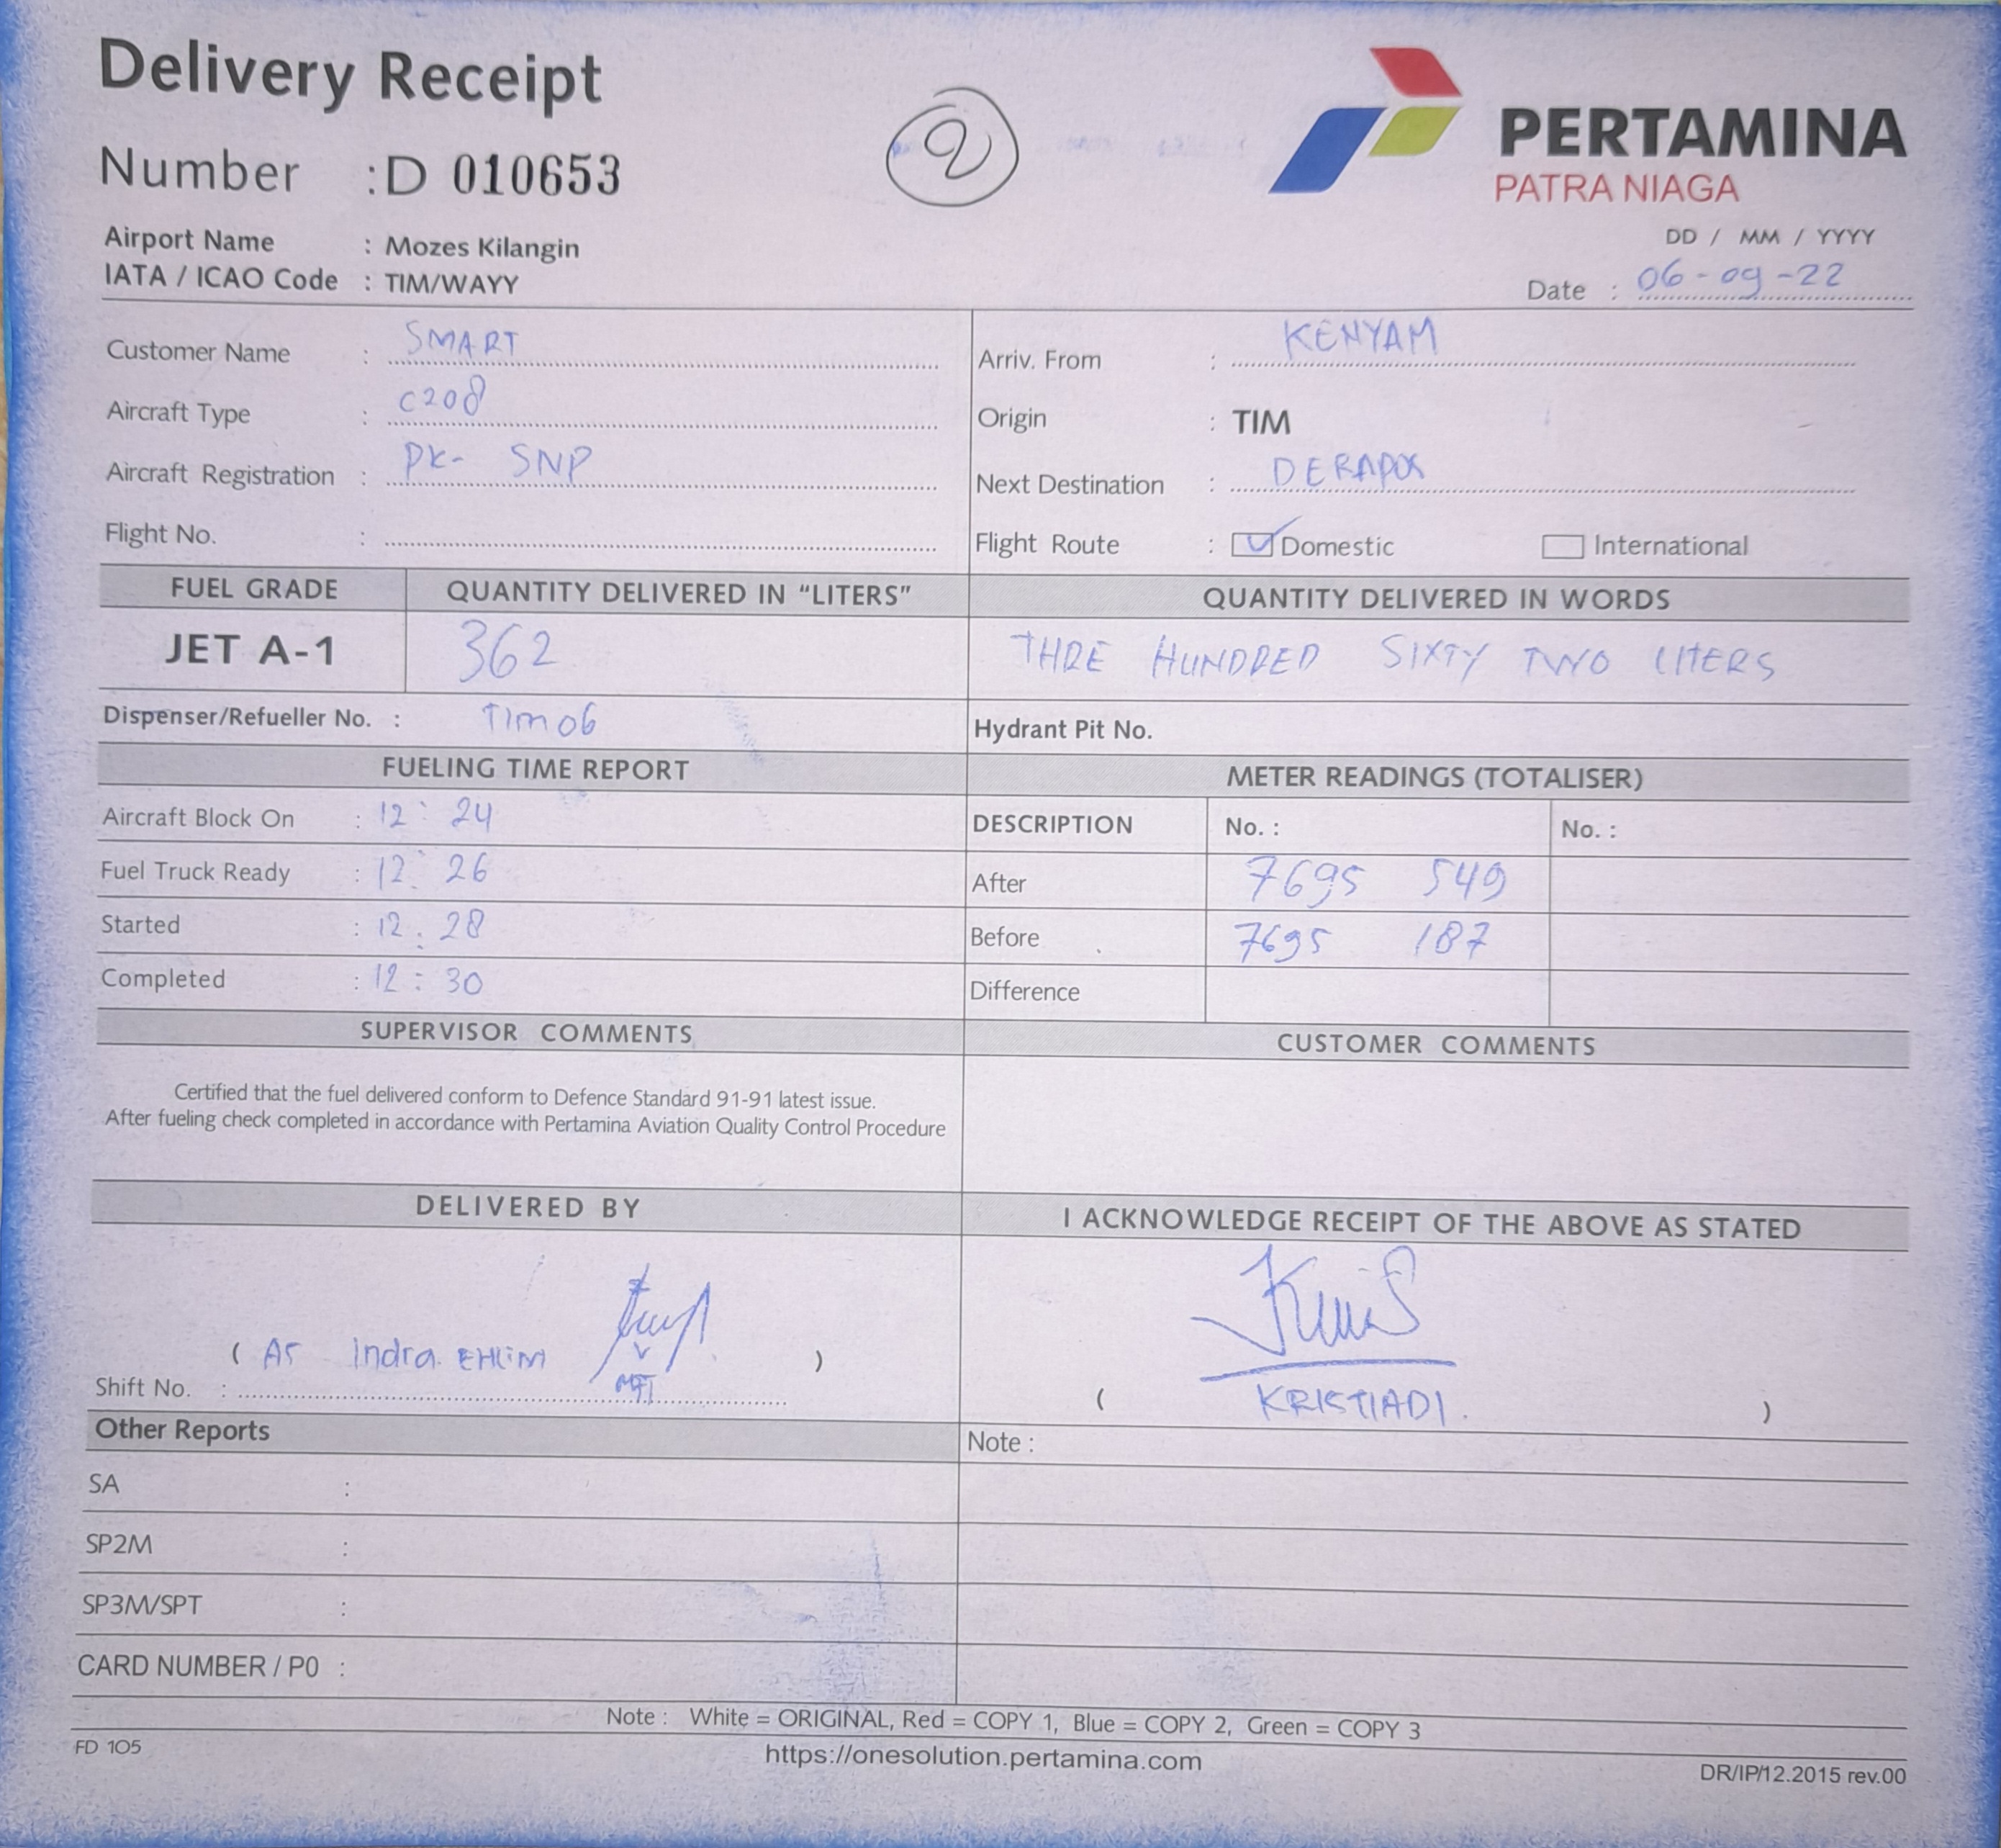 Delivery Receipt
Number : D 010653
2
PERTAMINA
PATRA NIAGA
Airport Name : Mozes Kilangin
IATA / ICAO Code : TIM/WAYY
DD / MM / YYYY
Date : 06-09-22
Customer Name : SMART
Arriv. From : KENYAM
Aircraft Type : C208
Origin : TIM
Aircraft Registration : PK- SNP
Next Destination : DERAPOS
Flight No. :
Flight Route : Domestic International
FUEL GRADE QUANTITY DELIVERED IN "LITERS" QUANTITY DELIVERED IN WORDS
JET A-1 362 THRE HUNDRED SIXTY TWO LITERS
Dispenser/Refueller No. : TIM06 Hydrant Pit No.
FUELING TIME REPORT METER READINGS (TOTALISER)
Aircraft Block On : 12 : 24 DESCRIPTION No. : No. :
Fuel Truck Ready : 12 : 26 After 7695 549
Started : 12 : 28 Before 7695 187
Completed : 12 : 30 Difference
SUPERVISOR COMMENTS CUSTOMER COMMENTS
Certified that the fuel delivered conform to Defence Standard 91-91 latest issue.
After fueling check completed in accordance with Pertamina Aviation Quality Control Procedure
DELIVERED BY I ACKNOWLEDGE RECEIPT OF THE ABOVE AS STATED
( Indra )
Shift No. :
( KRISTIADI. )
Other Reports Note :
SA :
SP2M :
SP3M/SPT :
CARD NUMBER / P0 :
Note : White = ORIGINAL, Red = COPY 1, Blue = COPY 2, Green = COPY 3
FD 105 https://onesolution.pertamina.com DR/IP/12.2015 rev.00